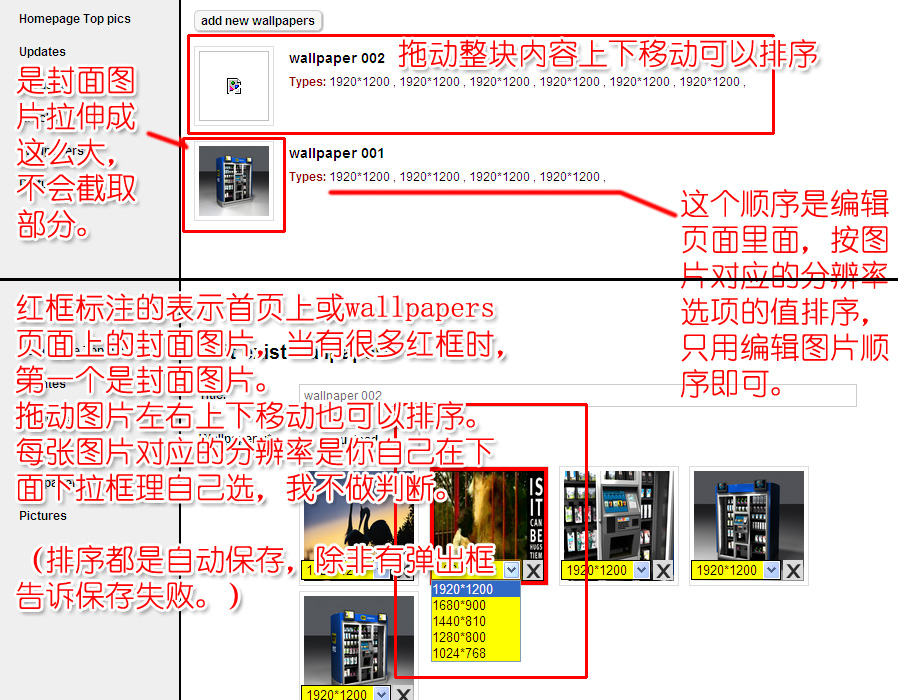 Homepage Top pics
add new wallpapers
Updates
wallpaper 002
拖动整块内容上下移动可以排序
Types: 1920*1200 , 1920*1200 , 1920*1200 , 1920*1200 , 1920*1200 , 1920*1200 ,
是封面图
片拉伸成
这么大，
不会截取
部分。
wallpaper 001
Types: 1920*1200 , 1920*1200 , 1920*1200 , 1920*1200 ,
这个顺序是编辑
页面里面，按图
片对应的分辨率
选项的值排序，
只用编辑图片顺
序即可。
红框标注的表示首页上或wallpapers
页面上的封面图片，当有很多红框时，
第一个是封面图片。
wallpaper 002
拖动图片左右上下移动也可以排序。
每张图片对应的分辨率是你自己在下
面下拉框理自己选，我不做判断。
Pictures
IS
IT
CAN
BE
HUGS
TIEM
（排序都是自动保存，除非有弹出框
告诉保存失败。）
1920*1200 X
1920*1200 X
1920*1200
1680*900
1440*810
1280*800
1024*768
1920*1200 X